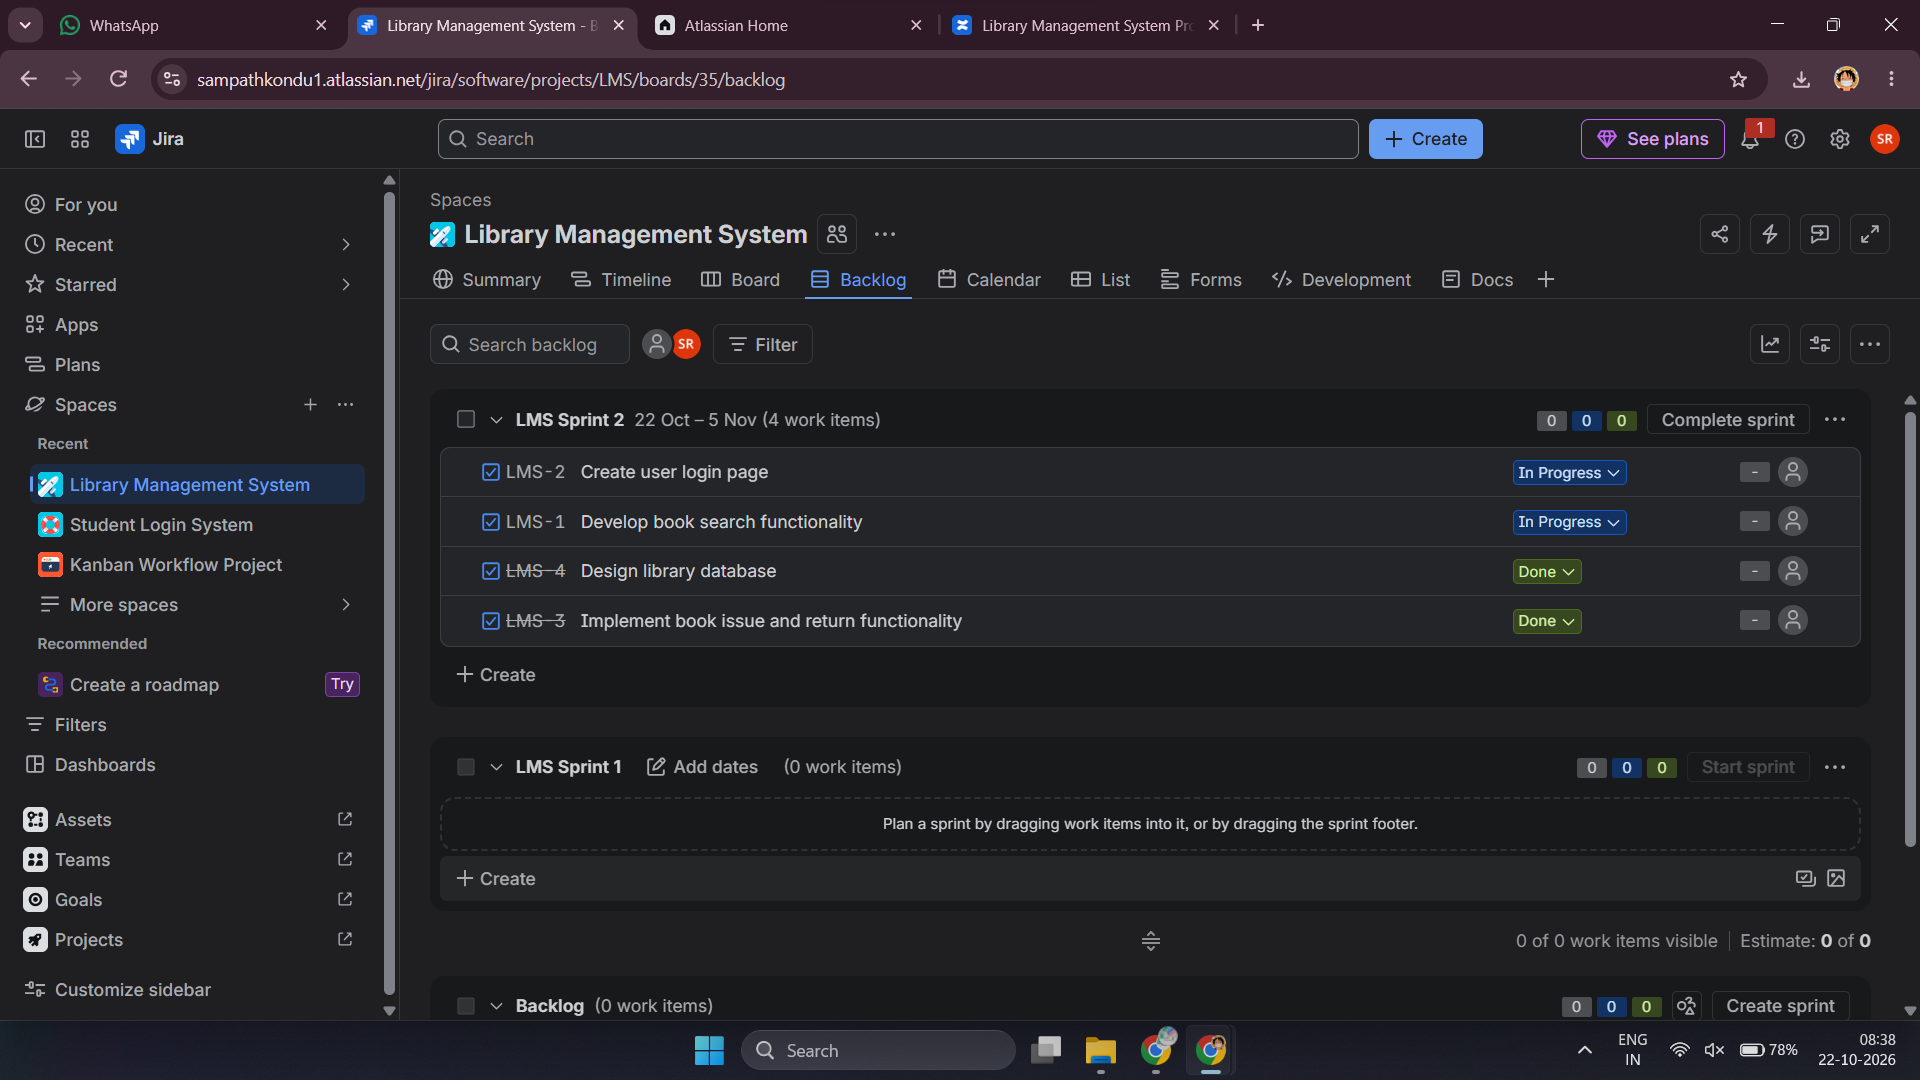 WhatsApp
Library Management System - B
Atlassian Home
Library Management System Pr
sampathkondu1.atlassian.net/jira/software/projects/LMS/boards/35/backlog
Jira
Search
Create
See plans
1
SR
For you
Recent
Starred
Apps
Plans
Spaces
Recent
Library Management System
Student Login System
Kanban Workflow Project
More spaces
Recommended
Create a roadmap
Try
Filters
Dashboards
Assets
Teams
Goals
Projects
Customize sidebar
Spaces
Library Management System
Summary
Timeline
Board
Backlog
Calendar
List
Forms
Development
Docs
Search backlog
SR
Filter
LMS Sprint 2 22 Oct – 5 Nov (4 work items)
0 0 0 Complete sprint
LMS-2 Create user login page In Progress -
LMS-1 Develop book search functionality In Progress -
LMS-4 Design library database Done -
LMS-3 Implement book issue and return functionality Done -
Create
LMS Sprint 1 Add dates (0 work items)
0 0 0 Start sprint
Plan a sprint by dragging work items into it, or by dragging the sprint footer.
Create
0 of 0 work items visible Estimate: 0 of 0
Backlog (0 work items)
0 0 0 Create sprint
Search
ENG
IN
78%
08:38
22-10-2026